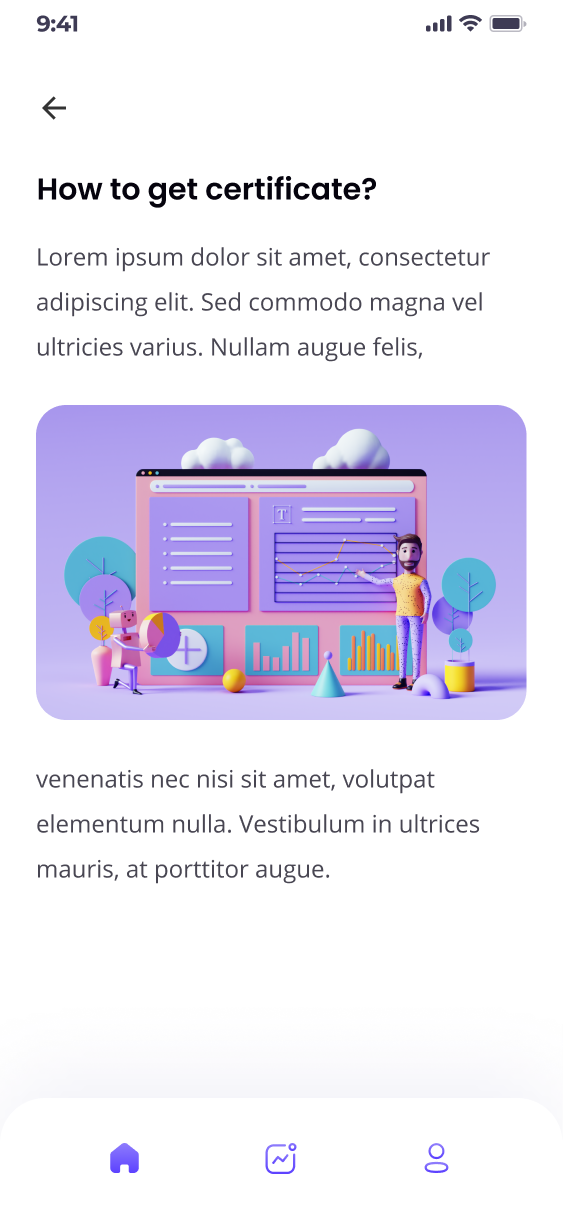 9:41
How to get certificate?
Lorem ipsum dolor sit amet, consectetur
adipiscing elit. Sed commodo magna vel
ultricies varius. Nullam augue felis,
T
venenatis nec nisi sit amet, volutpat
elementum nulla. Vestibulum in ultrices
mauris, at porttitor augue.